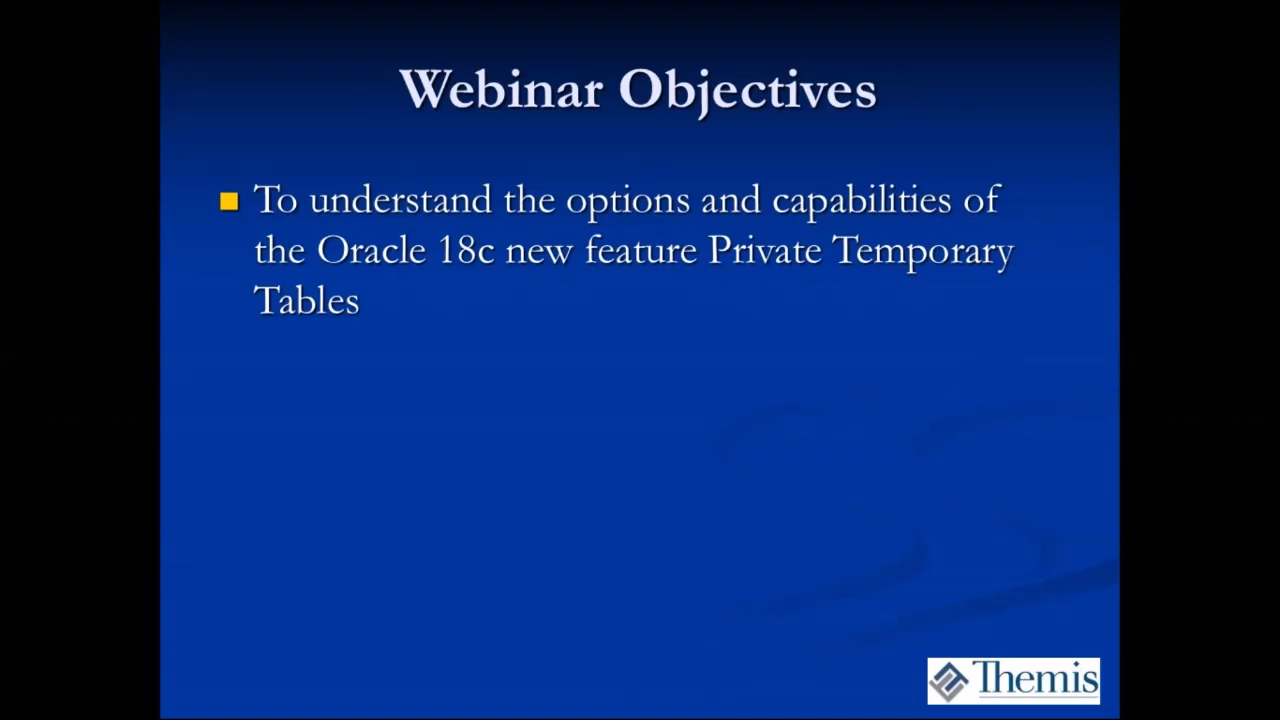 Webinar Objectives
To understand the options and capabilities of
the Oracle 18c new feature Private Temporary
Tables
Themis